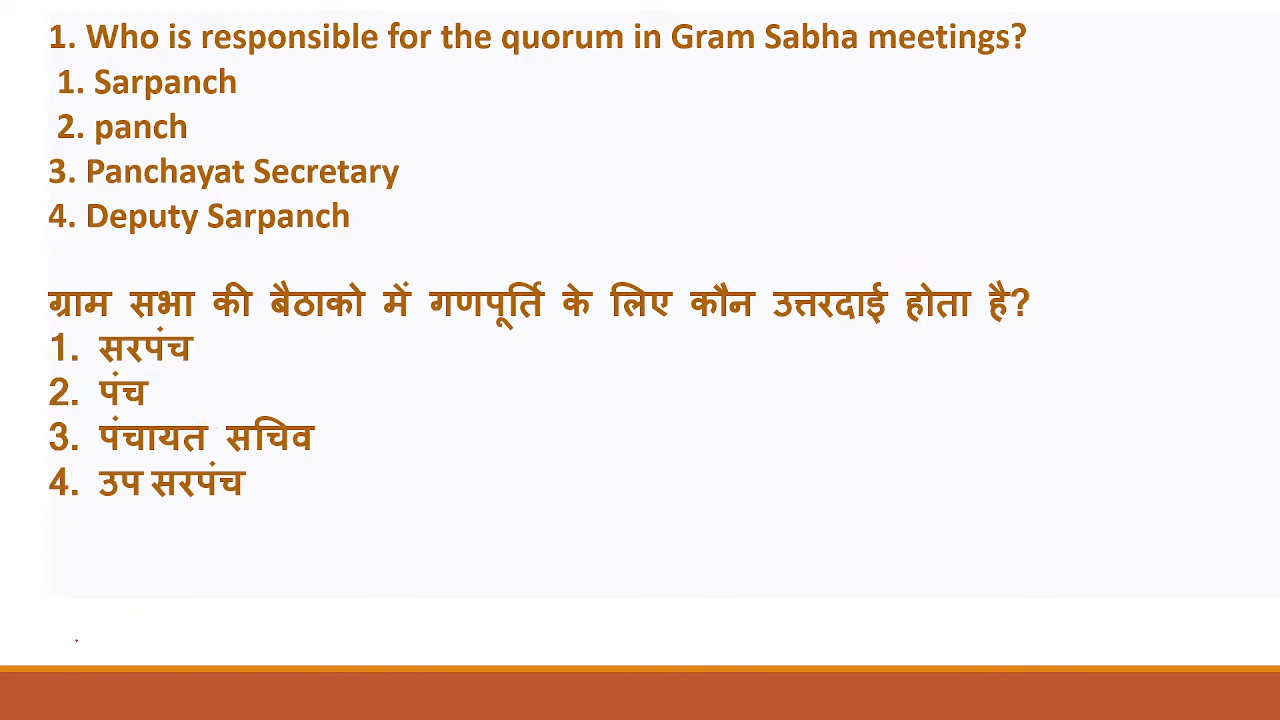 1. Who is responsible for the quorum in Gram Sabha meetings?
1. Sarpanch
2. panch
3. Panchayat Secretary
4. Deputy Sarpanch
ग्राम सभा की बैठाको में गणपूर्ति के लिए कौन उत्तरदाई होता है?
1. सरपंच
2. पंच
3. पंचायत सचिव
4. उप सरपंच